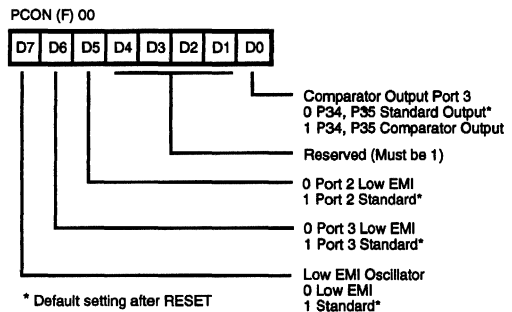 PCON (F) 00
D7 D6 D5 D4 D3 D2 D1 D0
Comparator Output Port 3
0 P34, P35 Standard Output*
1 P34, P35 Comparator Output
Reserved (Must be 1)
0 Port 2 Low EMI
1 Port 2 Standard*
0 Port 3 Low EMI
1 Port 3 Standard*
Low EMI Oscillator
0 Low EMI
1 Standard*
* Default setting after RESET